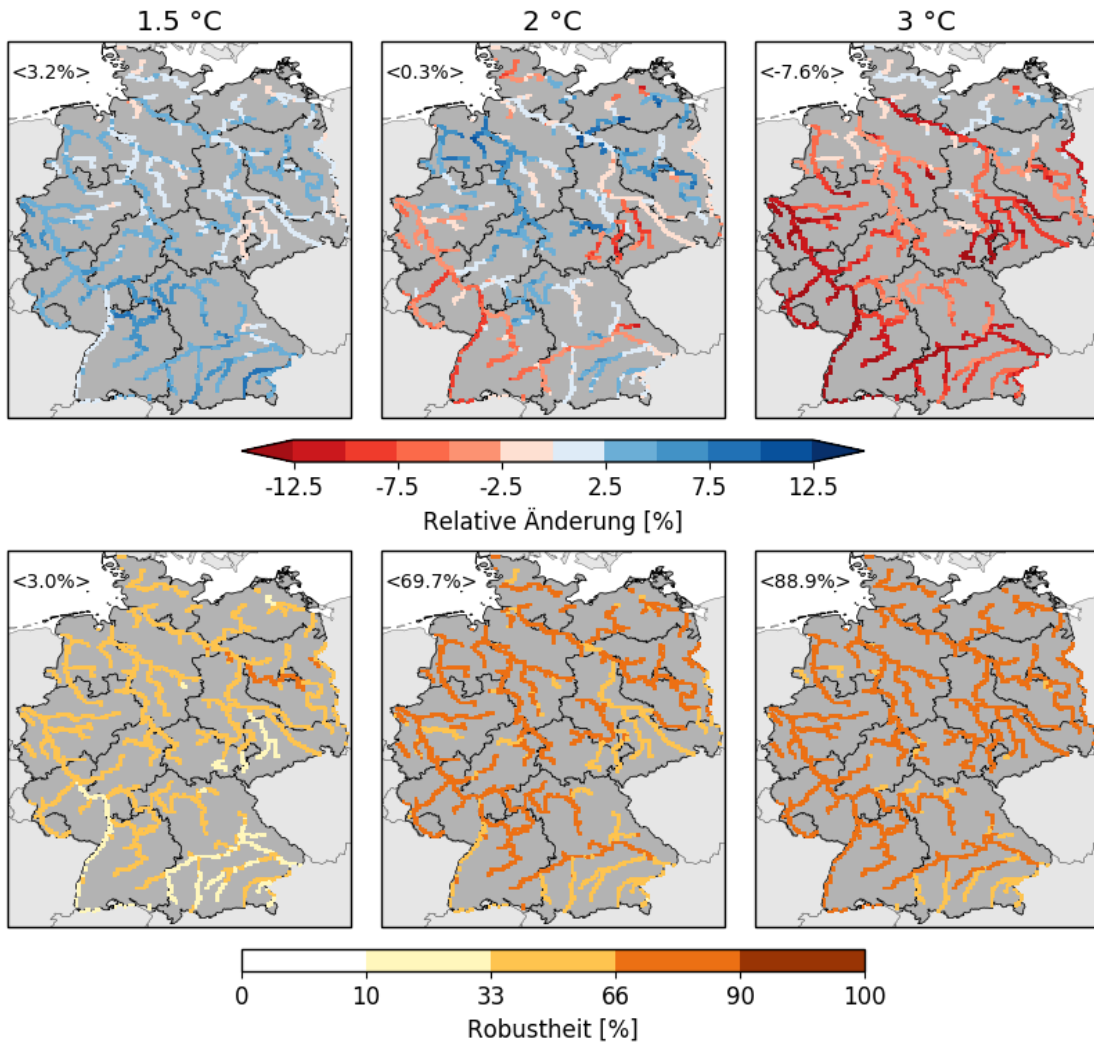 1.5 °C 2 °C 3 °C
<3.2%> <0.3%> <-7.6%>
-12.5 -7.5 -2.5 2.5 7.5 12.5
Relative Änderung [%]
<3.0%> <69.7%> <88.9%>
0 10 33 66 90 100
Robustheit [%]